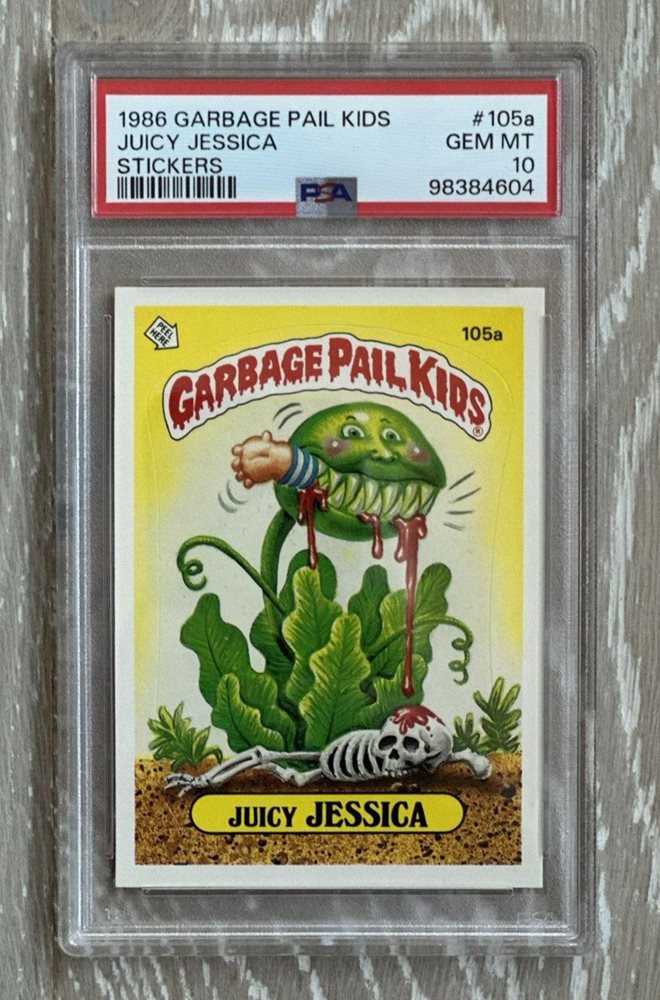 1986 GARBAGE PAIL KIDS #105a
JUICY JESSICA GEM MT
STICKERS 10
PSA 98384604
PEEL
HERE
105a
GARBAGE PAIL KIDS®
JUICY JESSICA